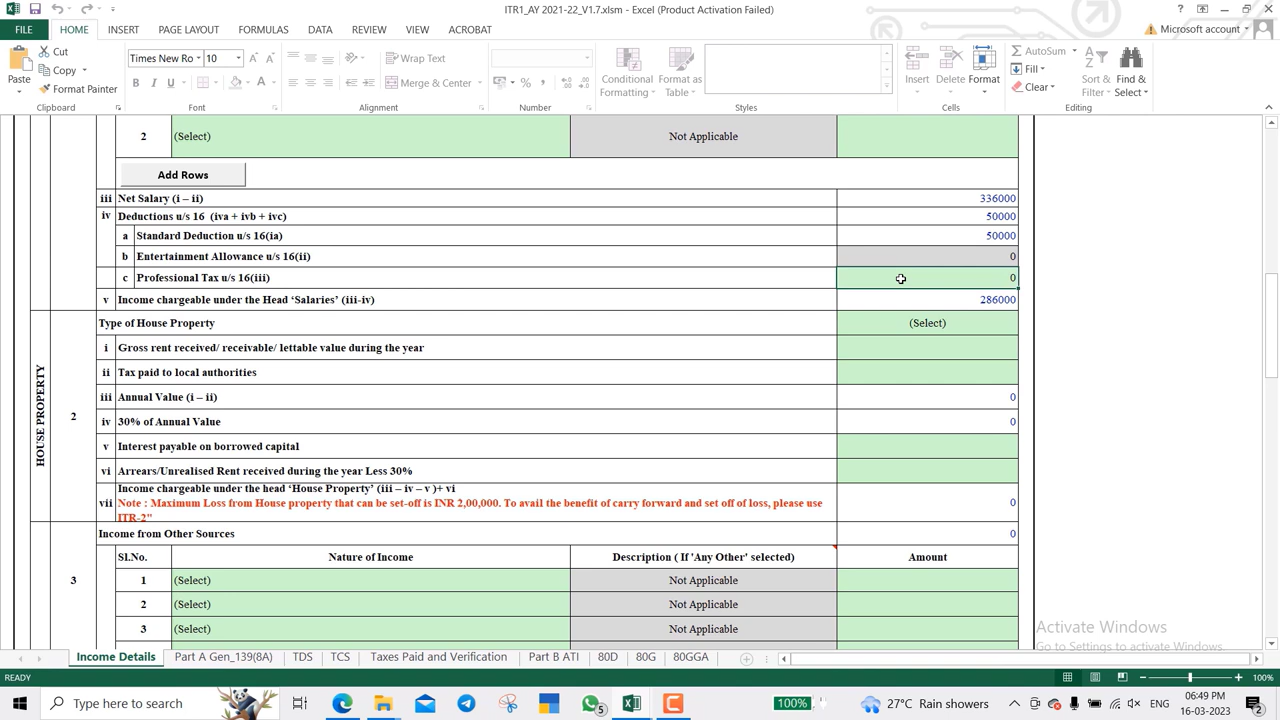 ITR1_AY 2021-22_V1.7.xlsm - Excel (Product Activation Failed)
FILE HOME INSERT PAGE LAYOUT FORMULAS DATA REVIEW VIEW ACROBAT Microsoft account
Paste Cut Copy Format Painter Clipboard
Times New Ro 10 Font
Wrap Text Merge & Center Alignment
Number
Conditional Formatting Format as Table Styles
Insert Delete Format Cells
AutoSum Fill Clear Sort & Filter Find & Select Editing
2 (Select) Not Applicable
Add Rows
iii Net Salary (i – ii) 336000
iv Deductions u/s 16 (iva + ivb + ivc) 50000
a Standard Deduction u/s 16(ia) 50000
b Entertainment Allowance u/s 16(ii) 0
c Professional Tax u/s 16(iii) 0
v Income chargeable under the Head ‘Salaries’ (iii-iv) 286000
HOUSE PROPERTY
2
Type of House Property (Select)
i Gross rent received/ receivable/ lettable value during the year
ii Tax paid to local authorities
iii Annual Value (i – ii) 0
iv 30% of Annual Value 0
v Interest payable on borrowed capital
vi Arrears/Unrealised Rent received during the year Less 30%
vii Income chargeable under the head ‘House Property’ (iii – iv – v )+ vi 0
Note : Maximum Loss from House property that can be set-off is INR 2,00,000. To avail the benefit of carry forward and set off of loss, please use
ITR-2"
Income from Other Sources 0
3
Sl.No. Nature of Income Description ( If 'Any Other' selected) Amount
1 (Select) Not Applicable
2 (Select) Not Applicable
3 (Select) Not Applicable
Activate Windows
Go to Settings to activate Windows.
Income Details Part A Gen_139(8A) TDS TCS Taxes Paid and Verification Part B ATI 80D 80G 80GGA
READY 100%
Type here to search 5 100% 27°C Rain showers ENG 06:49 PM
16-03-2023 2